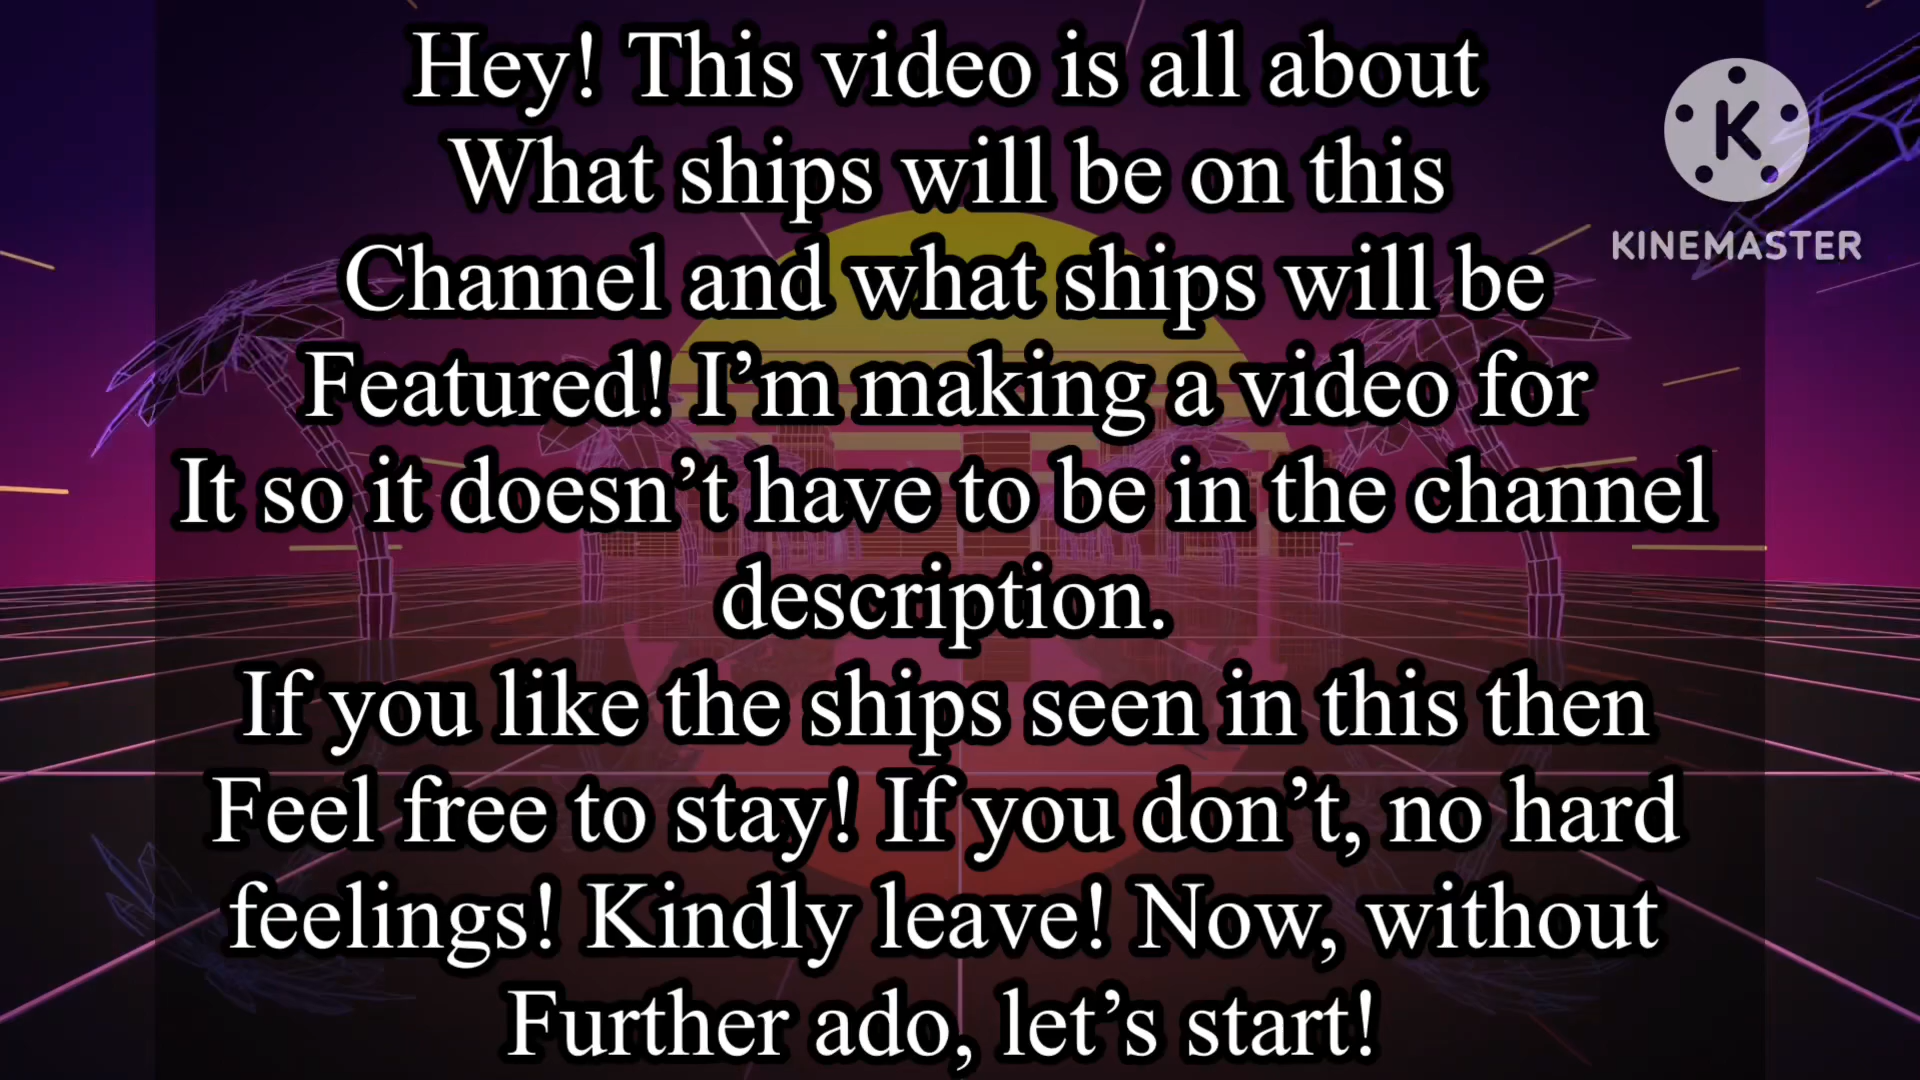 Hey! This video is all about
What ships will be on this
Channel and what ships will be
Featured! I’m making a video for
It so it doesn’t have to be in the channel
description.
If you like the ships seen in this then
Feel free to stay! If you don’t, no hard
feelings! Kindly leave! Now, without
Further ado, let’s start!
K
KINEMASTER